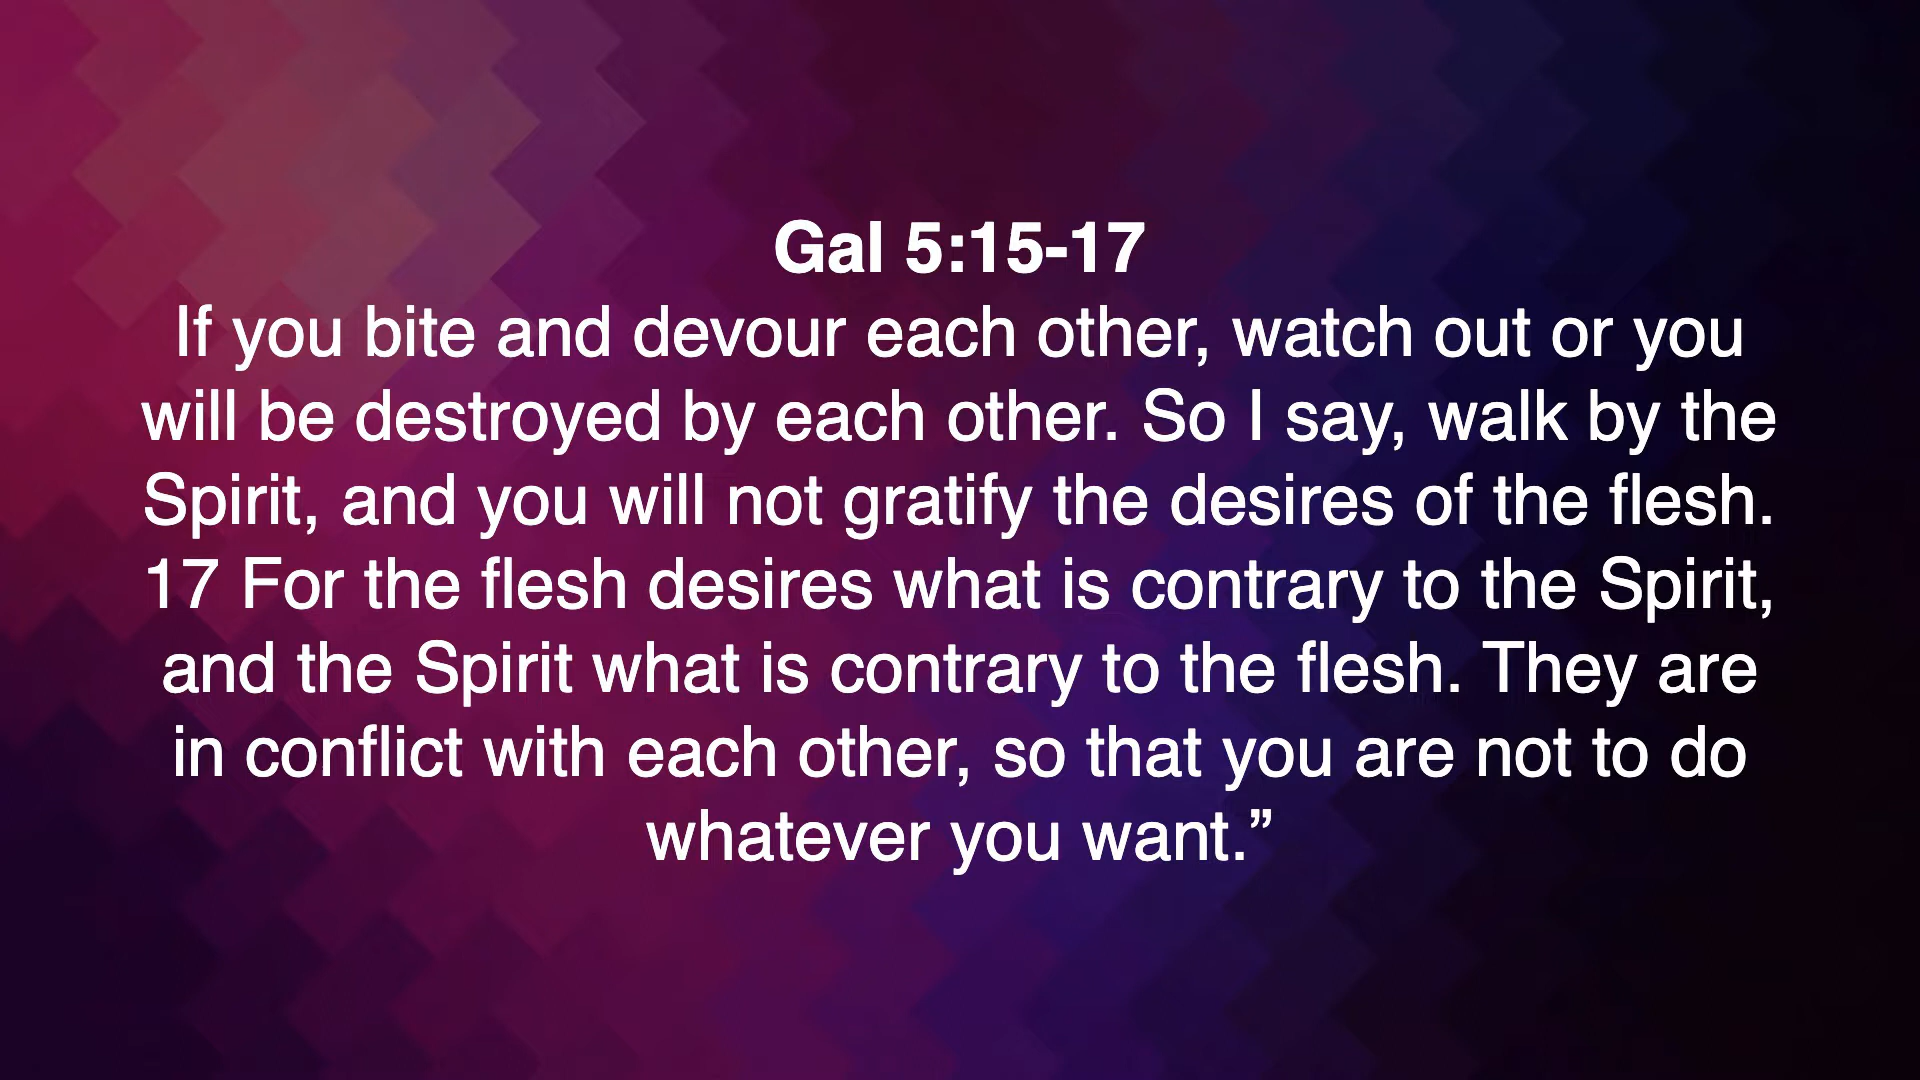 Gal 5:15-17
If you bite and devour each other, watch out or you
will be destroyed by each other. So I say, walk by the
Spirit, and you will not gratify the desires of the flesh.
17 For the flesh desires what is contrary to the Spirit,
and the Spirit what is contrary to the flesh. They are
in conflict with each other, so that you are not to do
whatever you want.”